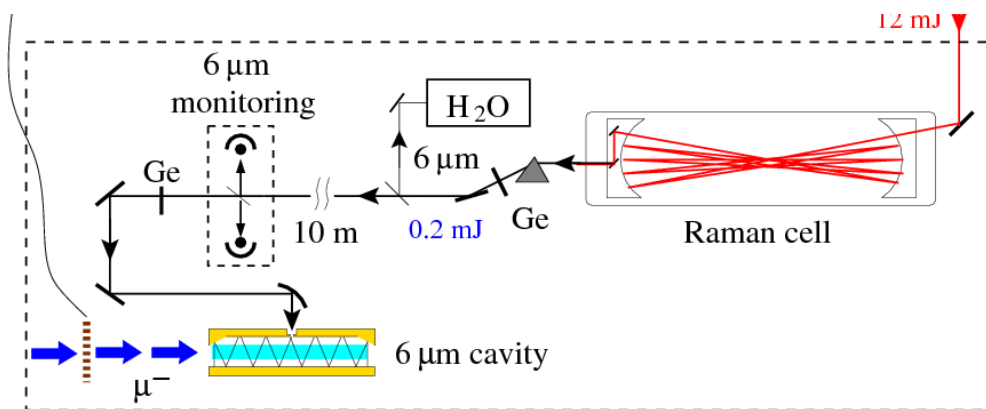 12 mJ
6 μm
monitoring
H₂O
Ge
6 μm
Ge
10 m
0.2 mJ
Raman cell
6 μm cavity
μ⁻